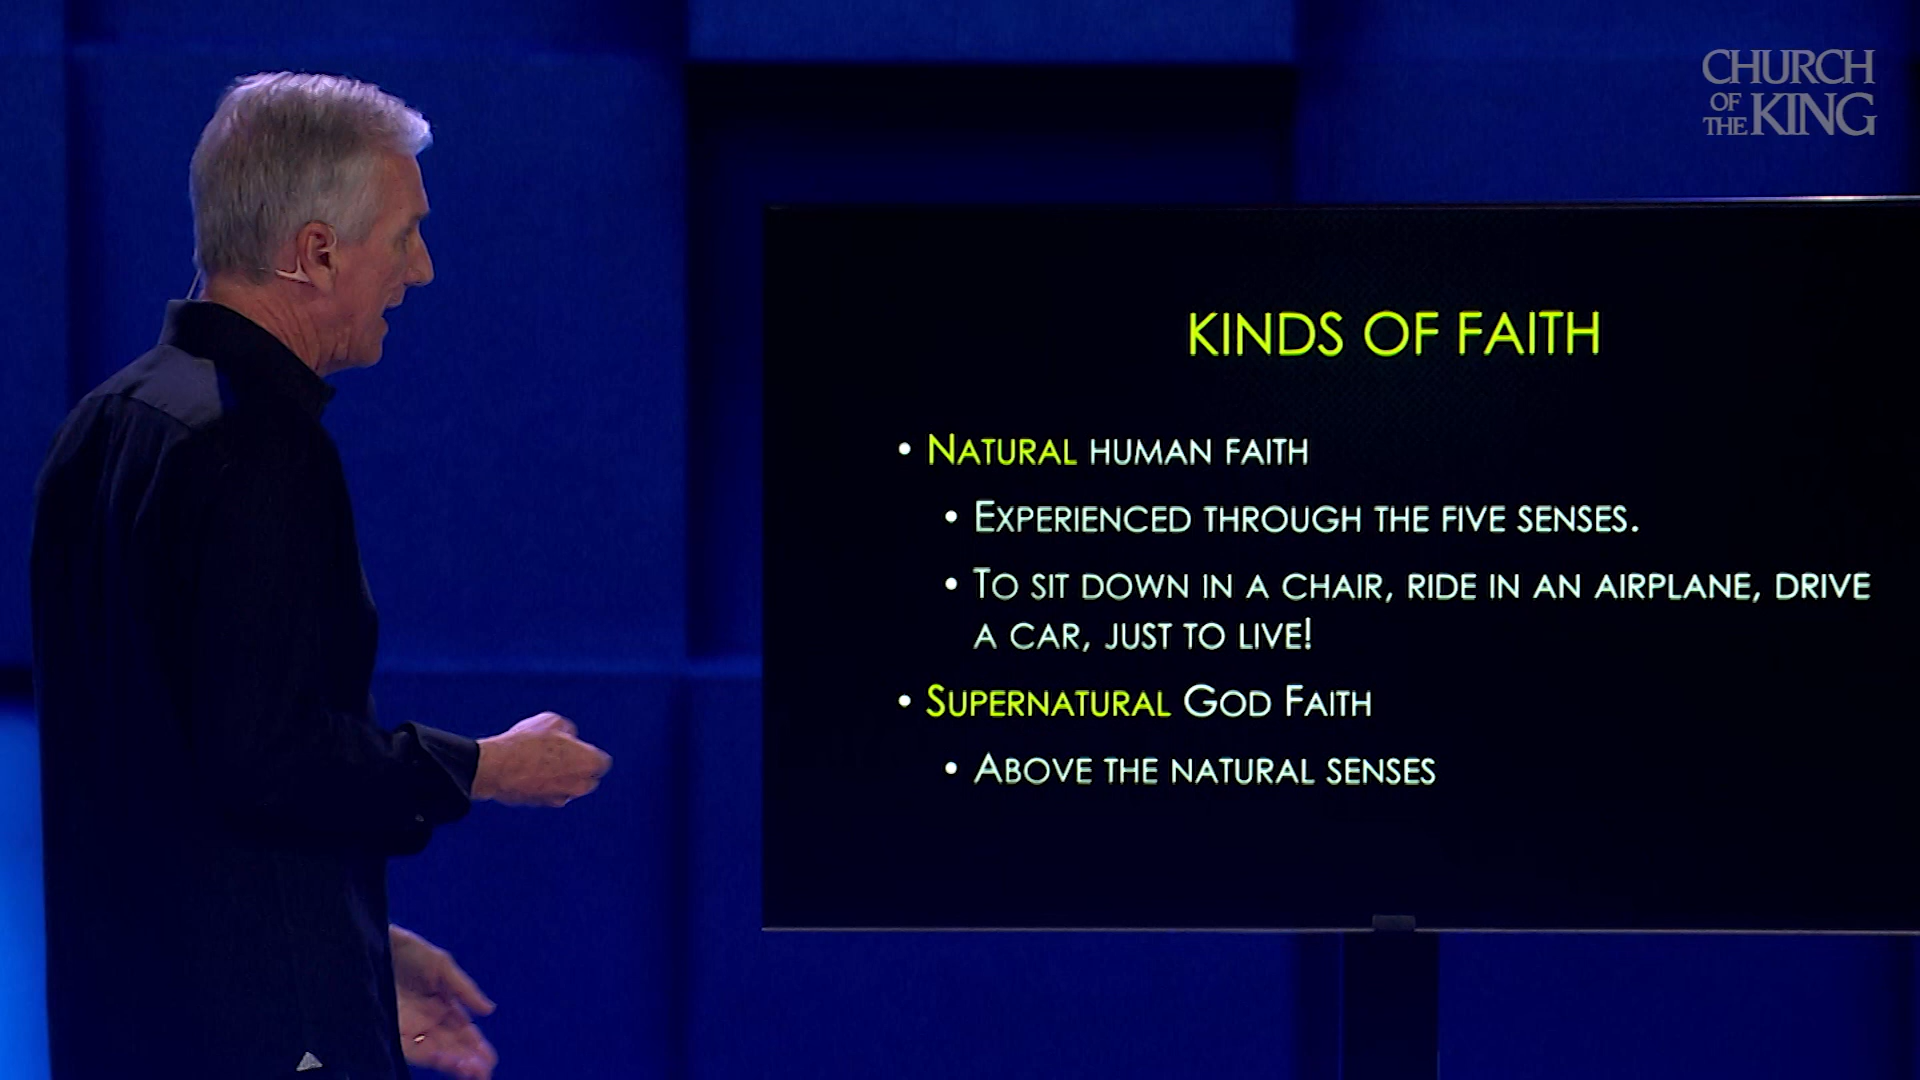 CHURCH
OF
THE KING
KINDS OF FAITH
• NATURAL HUMAN FAITH
• EXPERIENCED THROUGH THE FIVE SENSES.
• TO SIT DOWN IN A CHAIR, RIDE IN AN AIRPLANE, DRIVE
A CAR, JUST TO LIVE!
• SUPERNATURAL GOD FAITH
• ABOVE THE NATURAL SENSES